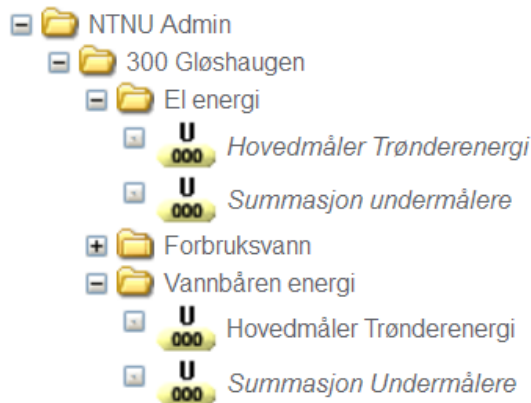 NTNU Admin
300 Gløshaugen
El energi
U
000
Hovedmåler Trønderenergi
U
000
Summasjon undermålere
Forbruksvann
Vannbåren energi
U
000
Hovedmåler Trønderenergi
U
000
Summasjon Undermålere